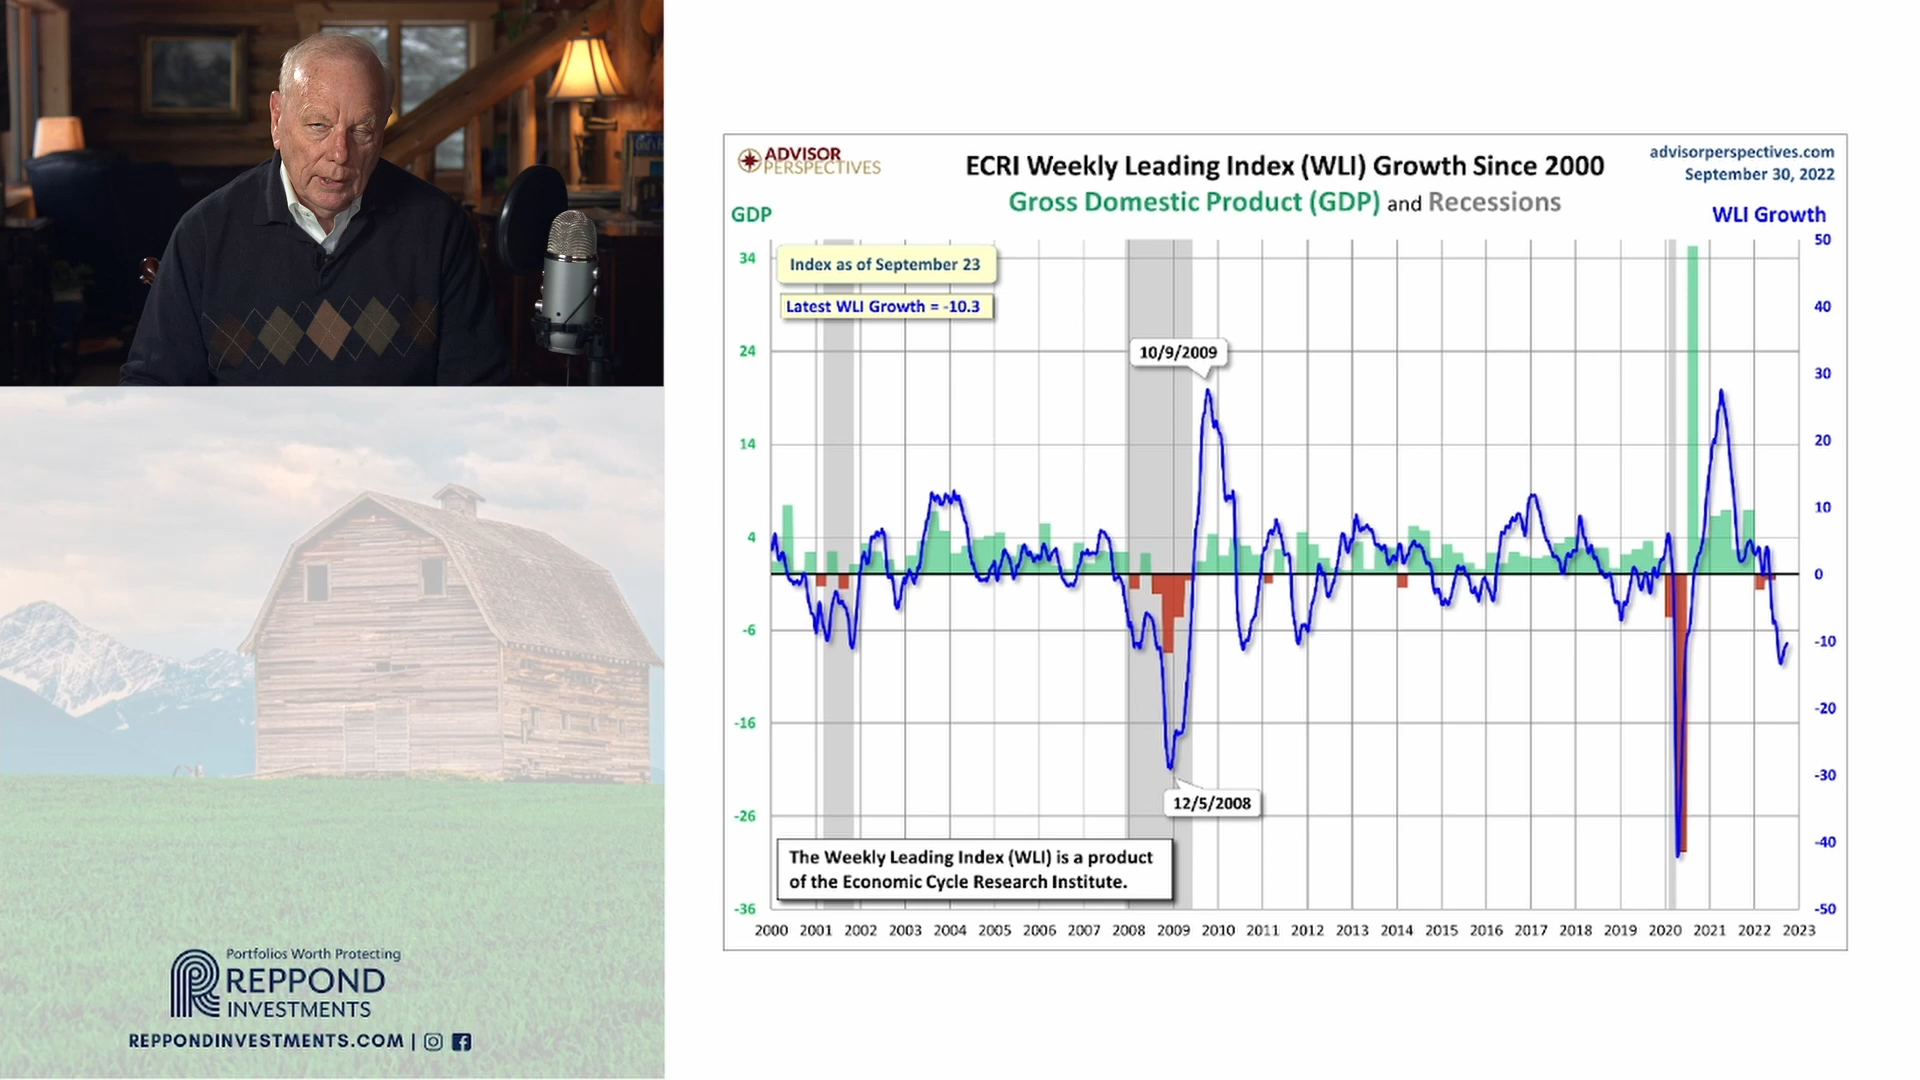 ADVISOR
PERSPECTIVES
ECRI Weekly Leading Index (WLI) Growth Since 2000
Gross Domestic Product (GDP) and Recessions
advisorperspectives.com
September 30, 2022
GDP
WLI Growth
34
24
14
4
-6
-16
-26
-36
Index as of September 23
Latest WLI Growth = -10.3
10/9/2009
12/5/2008
The Weekly Leading Index (WLI) is a product
of the Economic Cycle Research Institute.
50
40
30
20
10
0
-10
-20
-30
-40
-50
2000 2001 2002 2003 2004 2005 2006 2007 2008 2009 2010 2011 2012 2013 2014 2015 2016 2017 2018 2019 2020 2021 2022 2023
Portfolios Worth Protecting
REPPOND
INVESTMENTS
REPPONDINVESTMENTS.COM |